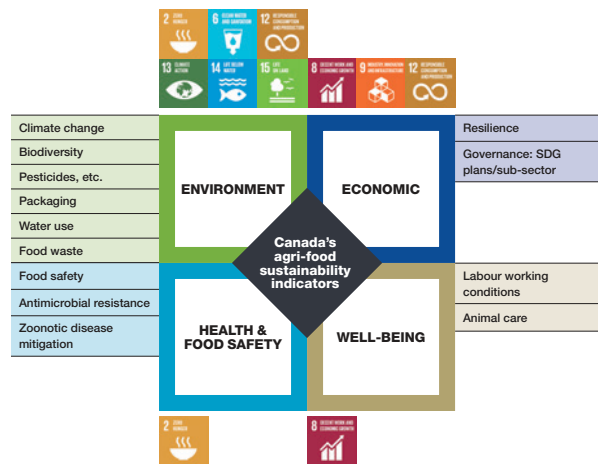 2 ZERO HUNGER
6 CLEAN WATER AND SANITATION
12 RESPONSIBLE CONSUMPTION AND PRODUCTION
13 CLIMATE ACTION
14 LIFE BELOW WATER
15 LIFE ON LAND
8 DECENT WORK AND ECONOMIC GROWTH
9 INDUSTRY, INNOVATION AND INFRASTRUCTURE
12 RESPONSIBLE CONSUMPTION AND PRODUCTION
Climate change
Biodiversity
Pesticides, etc.
Packaging
Water use
Food waste
Food safety
Antimicrobial resistance
Zoonotic disease
mitigation
ENVIRONMENT
ECONOMIC
Canada's
agri-food
sustainability
indicators
HEALTH &
FOOD SAFETY
WELL-BEING
Resilience
Governance: SDG
plans/sub-sector
Labour working
conditions
Animal care
2 ZERO HUNGER
8 DECENT WORK AND ECONOMIC GROWTH